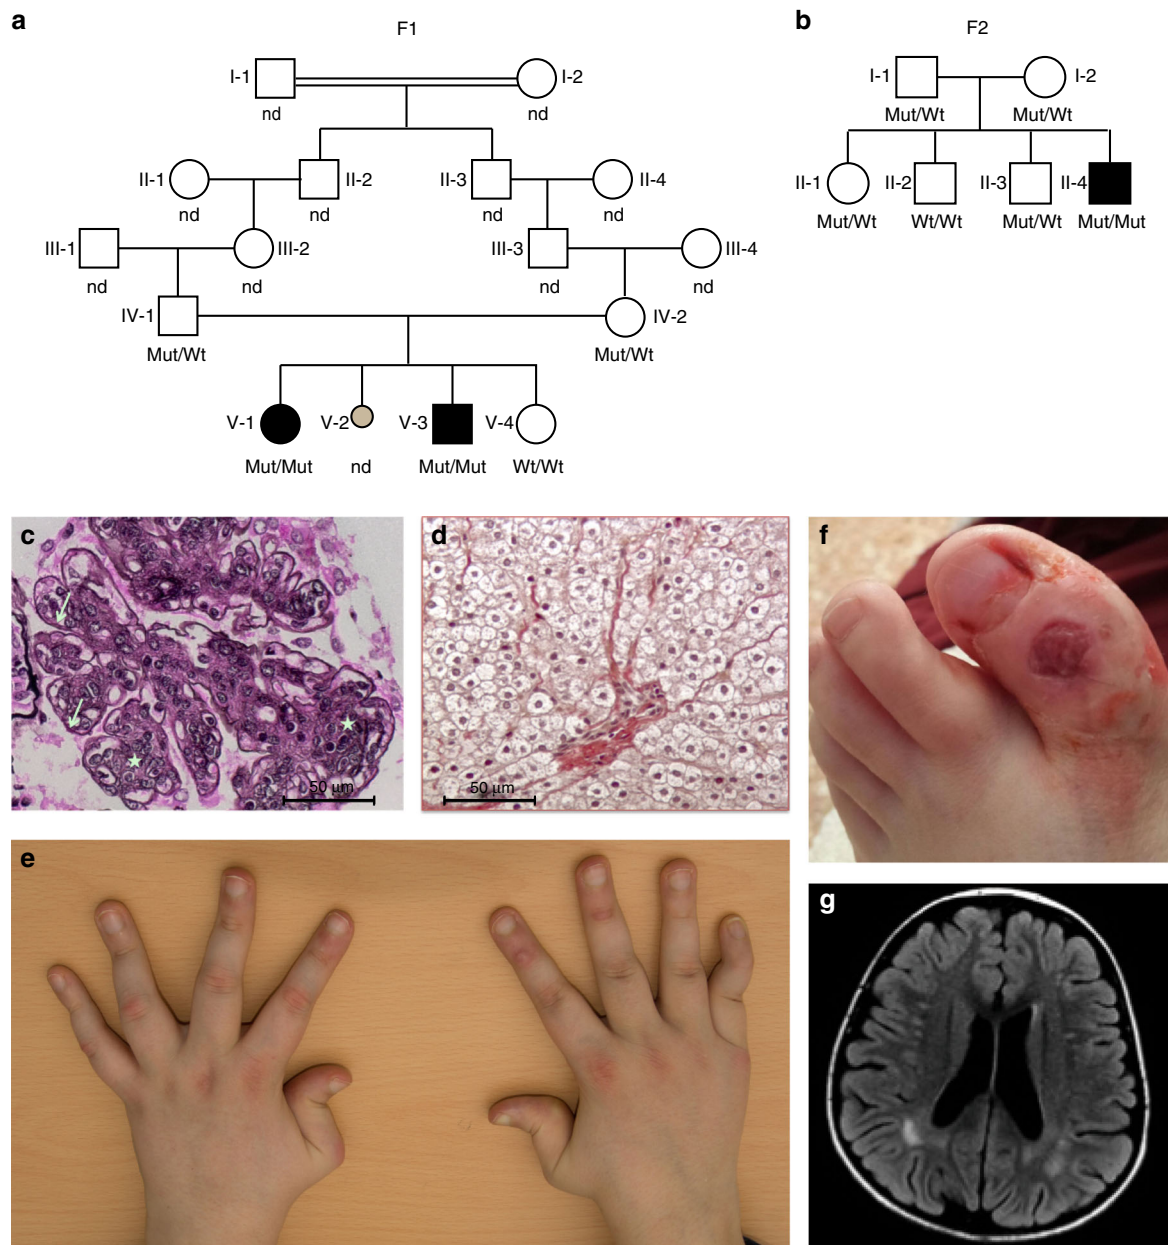 a
F1
I-1
I-2
nd
nd
II-1
II-2
II-3
II-4
nd
nd
nd
nd
III-1
III-2
III-3
III-4
nd
nd
nd
nd
IV-1
IV-2
Mut/Wt
Mut/Wt
V-1
V-2
V-3
V-4
Mut/Mut
nd
Mut/Mut
Wt/Wt
b
F2
I-1
I-2
Mut/Wt
Mut/Wt
II-1
II-2
II-3
II-4
Mut/Wt
Wt/Wt
Mut/Wt
Mut/Mut
c
50 μm
d
50 μm
f
e
g